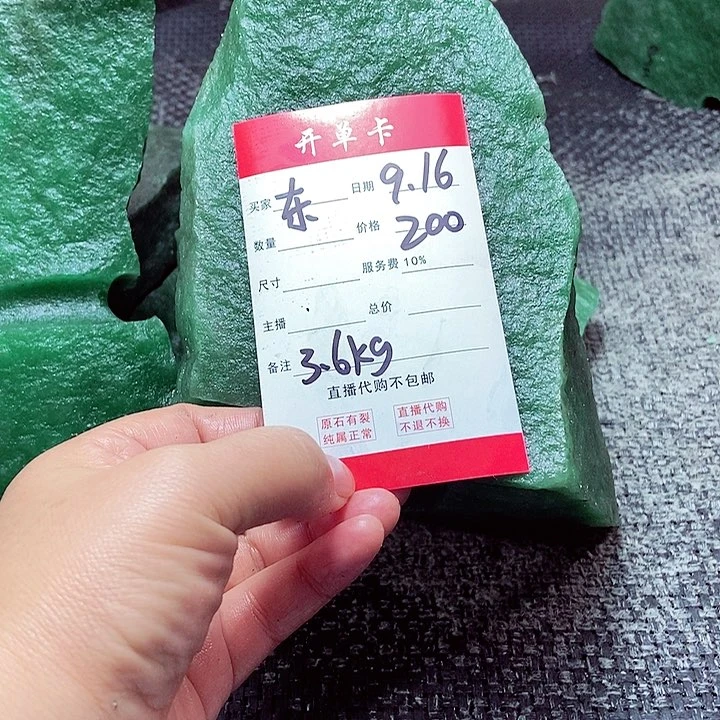 开单卡
买家 东 日期 9.16
数量 价格 200
尺寸 服务费 10%
主播 总价
备注 3.6kg
直播代购不包邮
原石有裂 直播代购
纯属正常 不退不换